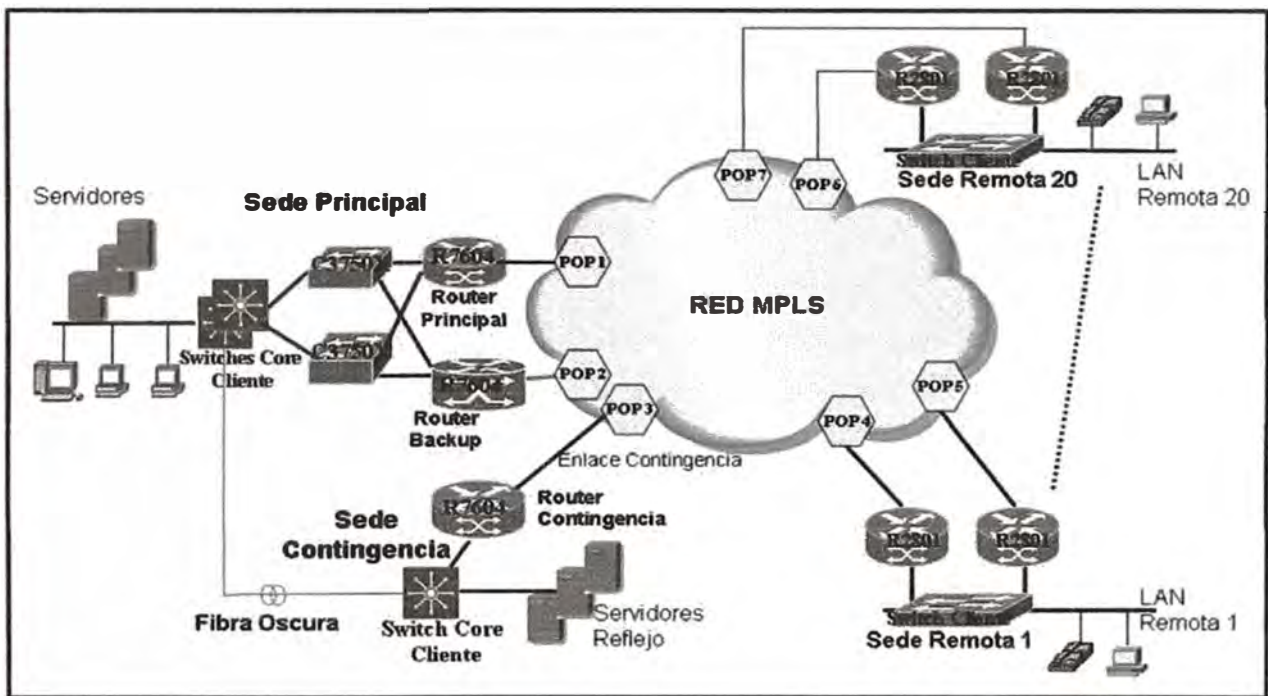 R2801
R2801
Switch Cliente
Sede Remota 20
LAN
Remota 20
POP7
POP6
Servidores
Sede Principal
C3750
R7604
Router
Principal
POP1
RED MPLS
Switches Core
Cliente
C3750
R7604
Router
Backup
POP2
POP3
POP4
POP5
Enlace Contingencia
R7604
Router
Contingencia
Sede
Contingencia
R2801
R2801
Fibra Oscura
Switch Core
Cliente
Servidores
Reflejo
Switch Cliente
Sede Remota 1
LAN
Remota 1